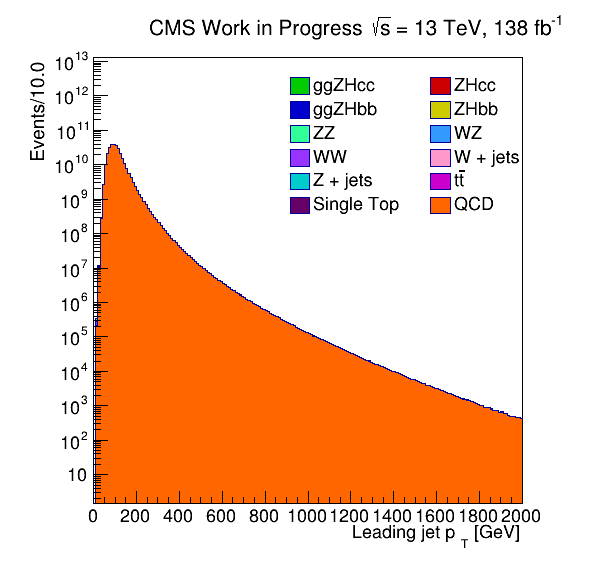 CMS Work in Progress √s = 13 TeV, 138 fb⁻¹
Events/10.0
10¹³
10¹²
10¹¹
10¹⁰
10⁹
10⁸
10⁷
10⁶
10⁵
10⁴
10³
10²
10
ggZHcc ZHcc
ggZHbb ZHbb
ZZ WZ
WW W + jets
Z + jets tt̄
Single Top QCD
0 200 400 600 800 1000 1200 1400 1600 1800 2000
Leading jet p_T [GeV]